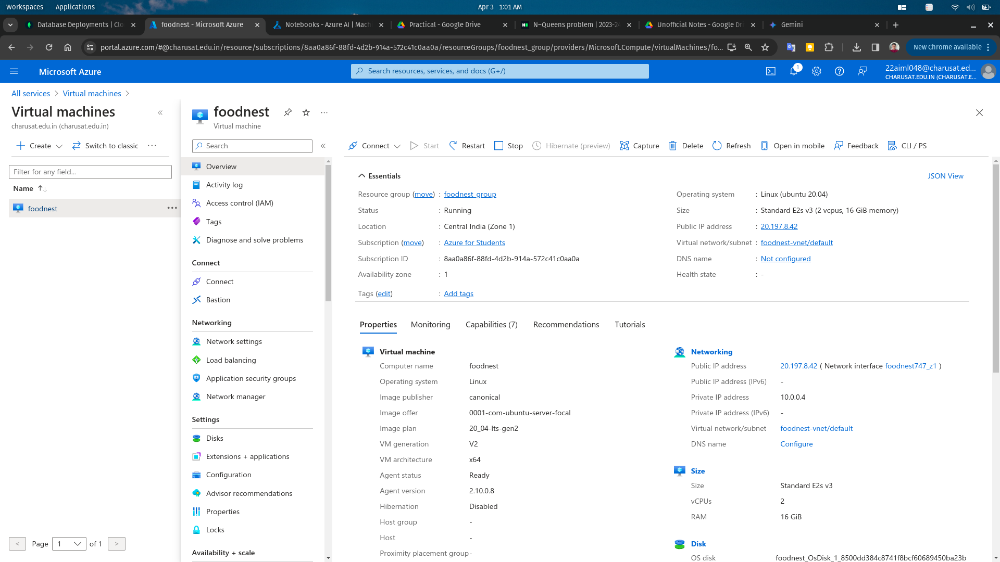 Workspaces Applications Apr 3 1:01 AM
Database Deployments | Clo foodnest - Microsoft Azure Notebooks - Azure AI | Mach Practical - Google Drive N-Queens problem | 2023-24 Unofficial Notes - Google Dri Gemini
portal.azure.com/#@charusat.edu.in/resource/subscriptions/8aa0a86f-88fd-4d2b-914a-572c41c0aa0a/resourceGroups/foodnest_group/providers/Microsoft.Compute/virtualMachines/fo... New Chrome available
Microsoft Azure Search resources, services, and docs (G+/) 1 22aiml048@charusat.ed...
CHARUSAT.EDU.IN (CHARUSAT.E...
All services > Virtual machines >
Virtual machines «
charusat.edu.in (charusat.edu.in)
Create Switch to classic ...
Filter for any field...
Name ↑↓
foodnest ...
< Page 1 of 1 >
foodnest ...
Virtual machine
Search «
Overview
Activity log
Access control (IAM)
Tags
Diagnose and solve problems
Connect
Connect
Bastion
Networking
Network settings
Load balancing
Application security groups
Network manager
Settings
Disks
Extensions + applications
Configuration
Advisor recommendations
Properties
Locks
Availability + scale
Connect Start Restart Stop Hibernate (preview) Capture Delete Refresh Open in mobile Feedback CLI / PS
Essentials JSON View
Resource group (move) : foodnest_group
Status : Running
Location : Central India (Zone 1)
Subscription (move) : Azure for Students
Subscription ID : 8aa0a86f-88fd-4d2b-914a-572c41c0aa0a
Availability zone : 1
Operating system : Linux (ubuntu 20.04)
Size : Standard E2s v3 (2 vcpus, 16 GiB memory)
Public IP address : 20.197.8.42
Virtual network/subnet : foodnest-vnet/default
DNS name : Not configured
Health state : -
Tags (edit) : Add tags
Properties Monitoring Capabilities (7) Recommendations Tutorials
Virtual machine
Computer name foodnest
Operating system Linux
Image publisher canonical
Image offer 0001-com-ubuntu-server-focal
Image plan 20_04-lts-gen2
VM generation V2
VM architecture x64
Agent status Ready
Agent version 2.10.0.8
Hibernation Disabled
Host group -
Host -
Proximity placement group -
Networking
Public IP address 20.197.8.42 ( Network interface foodnest747_z1 )
Public IP address (IPv6) -
Private IP address 10.0.0.4
Private IP address (IPv6) -
Virtual network/subnet foodnest-vnet/default
DNS name Configure
Size
Size Standard E2s v3
vCPUs 2
RAM 16 GiB
Disk
OS disk foodnest_OsDisk_1_8500dd384c8741f8bcf60689450ba23b